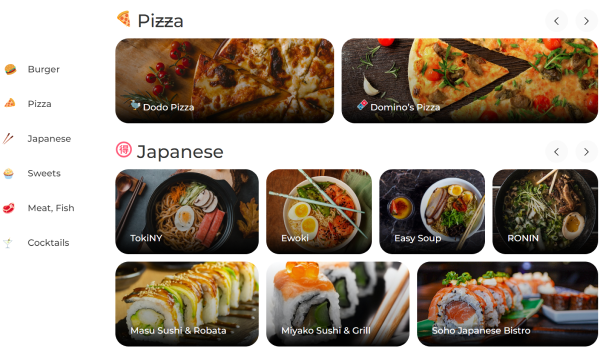 Pizza
Burger
Pizza
Japanese
Sweets
Meat, Fish
Cocktails
Dodo Pizza
Domino's Pizza
得 Japanese
TokiNY
Ewoki
Easy Soup
RONIN
Masu Sushi & Robata
Miyako Sushi & Grill
Soho Japanese Bistro